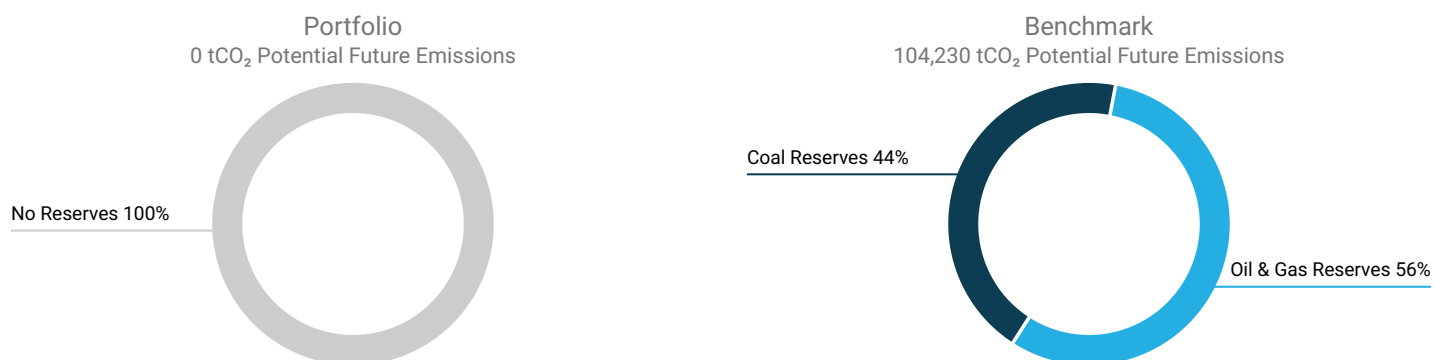 Portfolio
0 tCO₂ Potential Future Emissions
No Reserves 100%
Benchmark
104,230 tCO₂ Potential Future Emissions
Coal Reserves 44%
Oil & Gas Reserves 56%